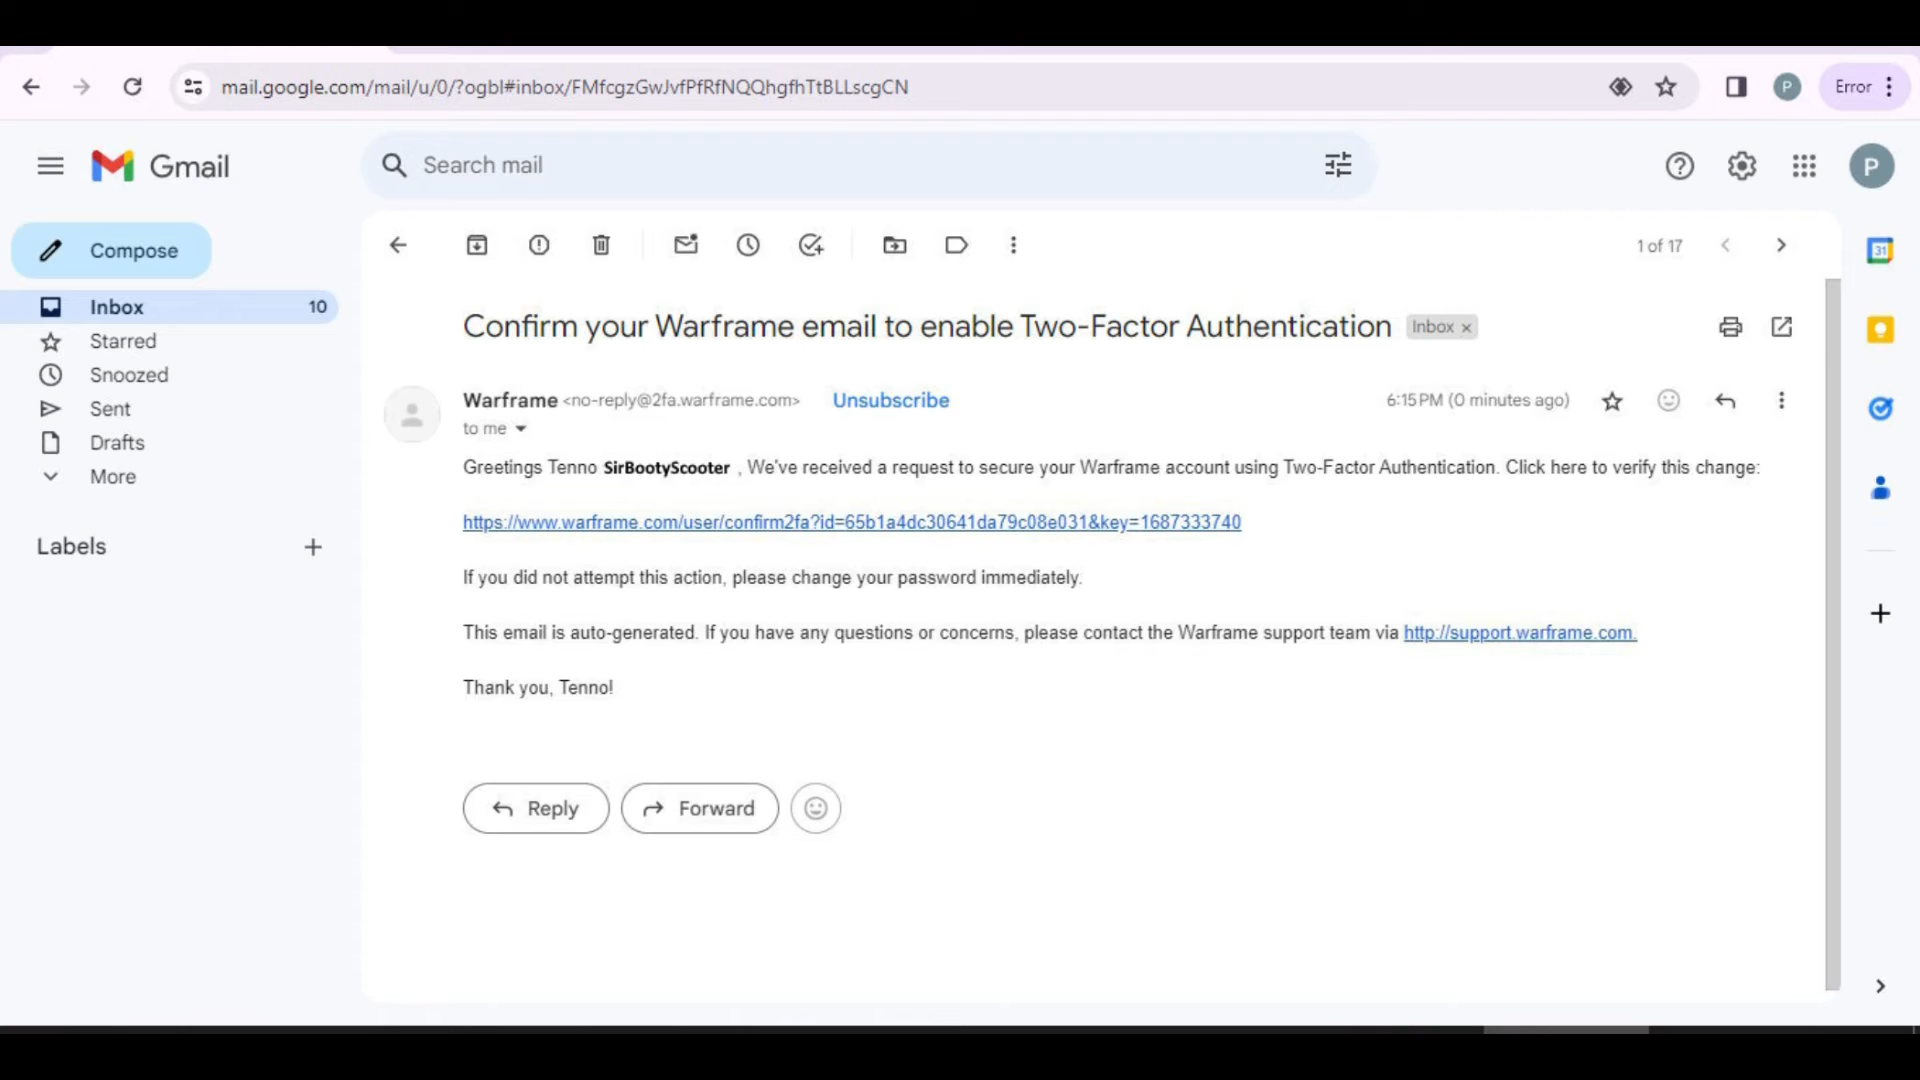 mail.google.com/mail/u/0/?ogbl#inbox/FMfcgzGwJvfPfRfNQQhgfhTtBLLscgCN
P
Error
Gmail
Search mail
P
Compose
1 of 17
31
Inbox 10
Starred
Snoozed
Sent
Drafts
More
Labels
Confirm your Warframe email to enable Two-Factor Authentication Inbox x
Warframe <no-reply@2fa.warframe.com> Unsubscribe 6:15 PM (0 minutes ago)
to me
Greetings Tenno SirBootyScooter , We've received a request to secure your Warframe account using Two-Factor Authentication. Click here to verify this change:
https://www.warframe.com/user/confirm2fa?id=65b1a4dc30641da79c08e031&key=1687333740
If you did not attempt this action, please change your password immediately.
This email is auto-generated. If you have any questions or concerns, please contact the Warframe support team via http://support.warframe.com.
Thank you, Tenno!
Reply Forward